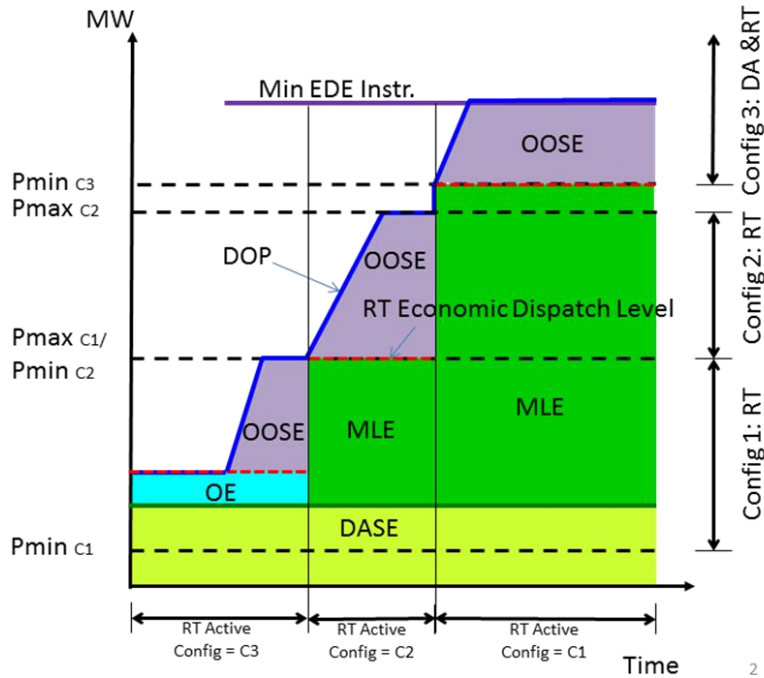 MW
Min EDE Instr.
OOSE
Pmin C3
Pmax C2
DOP
OOSE
RT Economic Dispatch Level
Pmax C1/
Pmin C2
OOSE
MLE
MLE
OE
DASE
Pmin C1
Config 3: DA &RT
Config 2: RT
Config 1: RT
RT Active
Config = C3
RT Active
Config = C2
RT Active
Config = C1
Time
2